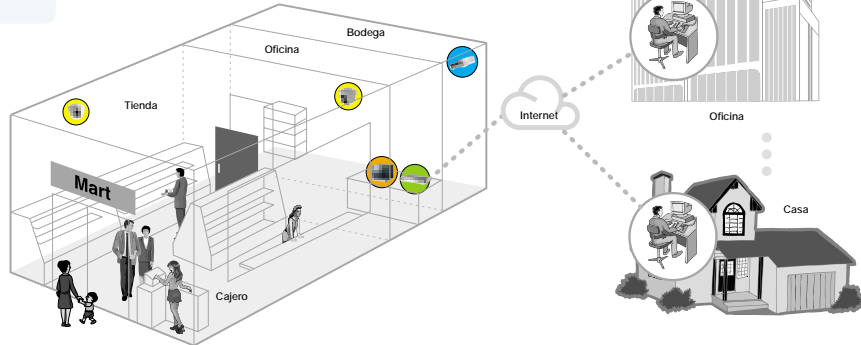 Bodega
Oficina
Tienda
Mart
Cajero
Internet
Oficina
Casa